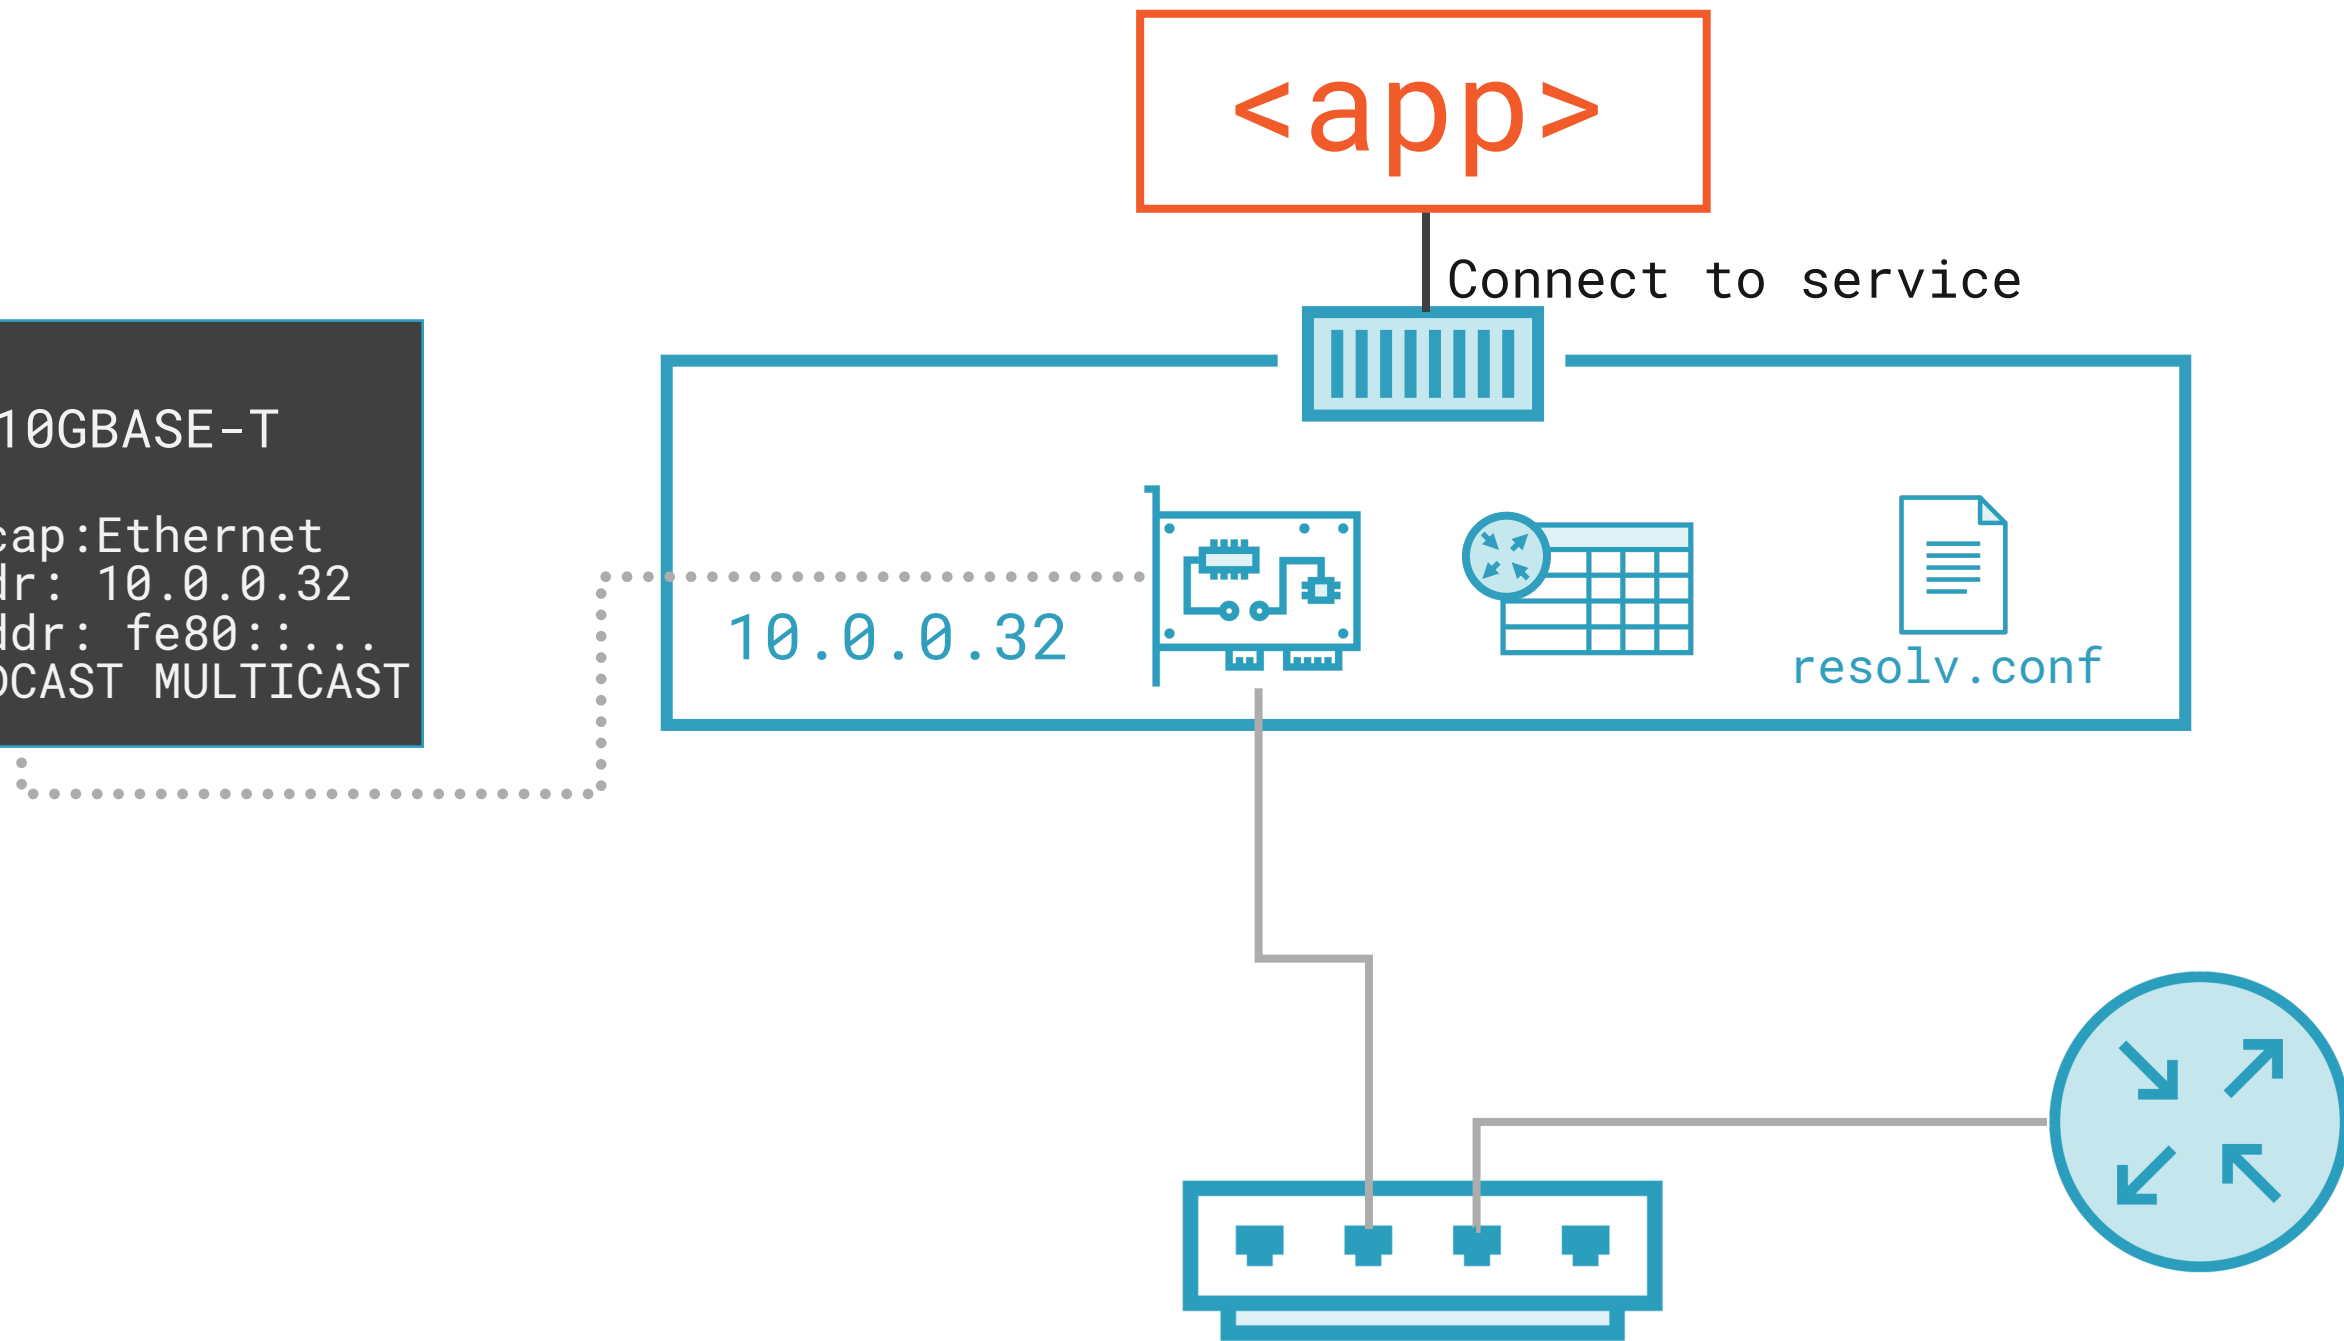 <app>
Connect to service
10GBASE-T
cap:Ethernet
dr: 10.0.0.32
ddr: fe80::...
DCAST MULTICAST
10.0.0.32
resolv.conf